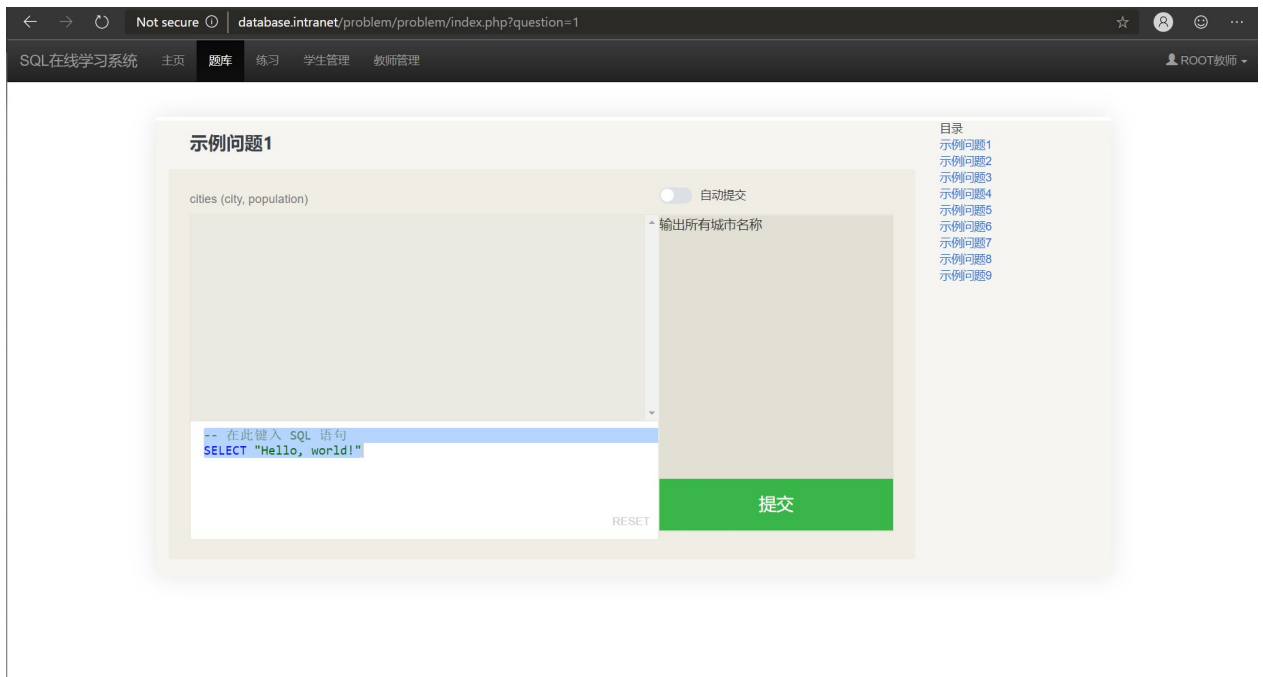 Not secure database.intranet/problem/problem/index.php?question=1
SQL在线学习系统 主页 题库 练习 学生管理 教师管理 ROOT教师
示例问题1
cities (city, population)
自动提交
输出所有城市名称
-- 在此键入 SQL 语句
SELECT "Hello, world!"
RESET
提交
目录
示例问题1
示例问题2
示例问题3
示例问题4
示例问题5
示例问题6
示例问题7
示例问题8
示例问题9